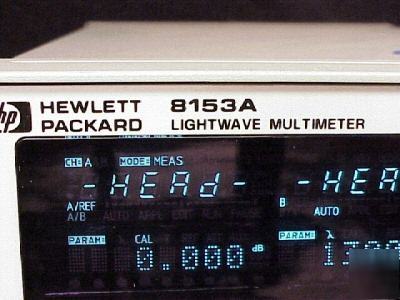 hp HEWLETT PACKARD 8153A LIGHTWAVE MULTIMETER
CH: A MODE: MEAS
-HEAd- -HEA
A/REF B
A/B AUTO AUTO
PARAM: CAL PARAM: λ
0.000 dB 1300